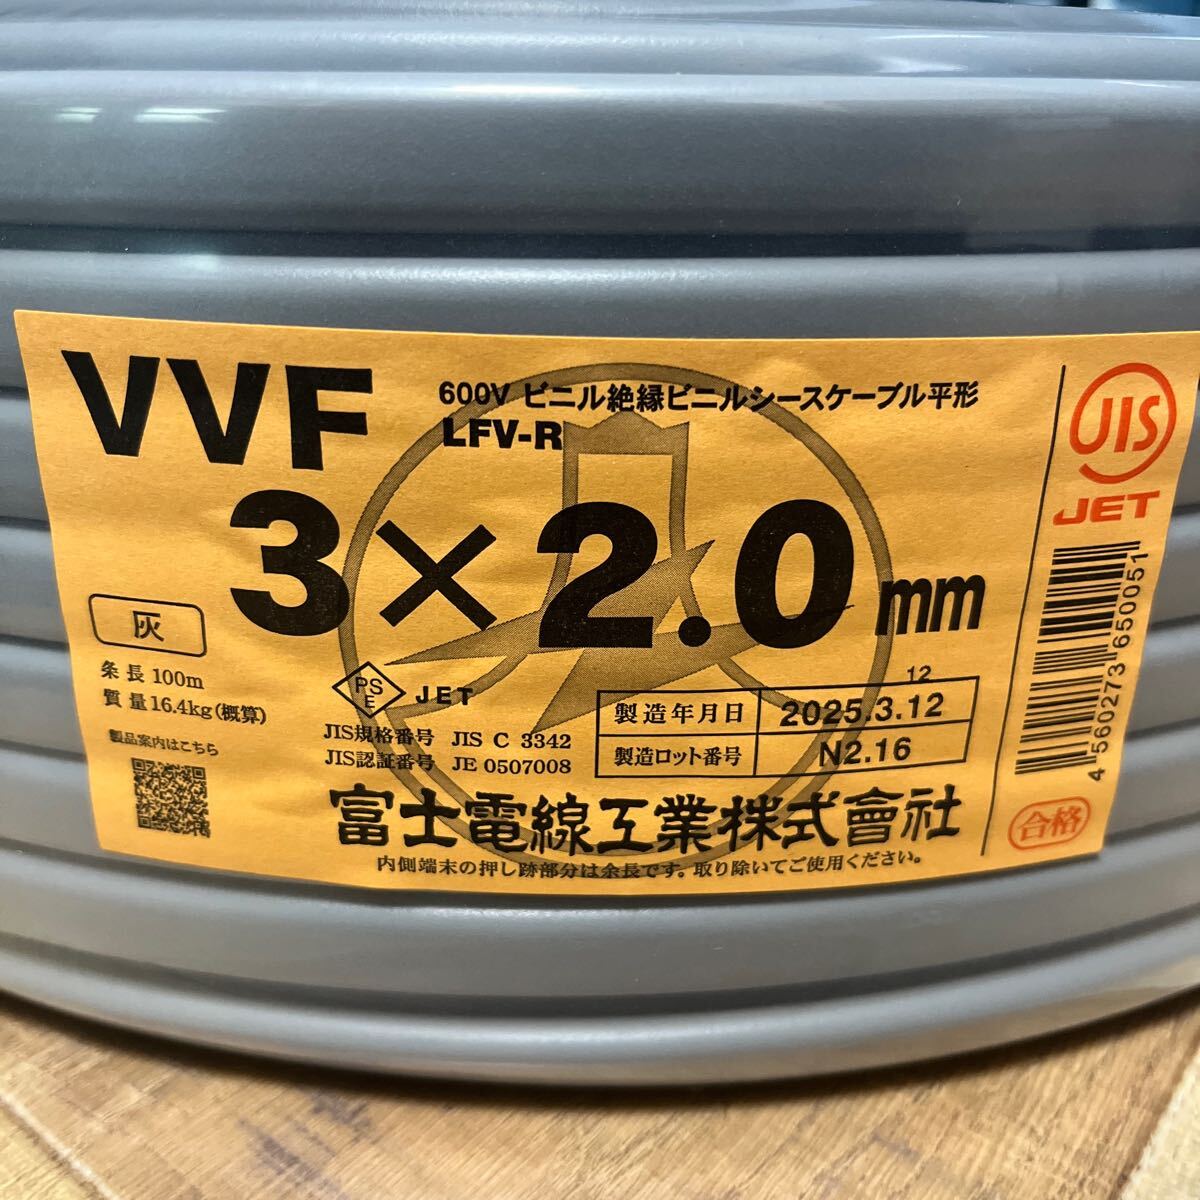 VVF
600V ビニル絶縁ビニルシースケーブル平形
LFV-R
3×2.0mm
灰
条長 100m
質量 16.4kg (概算)
製品案内はこちら
PS
E
JET
JIS規格番号 JIS C 3342
JIS認証番号 JE 0507008
12
製造年月日 2025.3.12
製造ロット番号 N2.16
富士電線工業株式會社
内側端末の押し跡部分は余長です。取り除いてご使用ください。
JIS
JET
4 560273 650051
合格